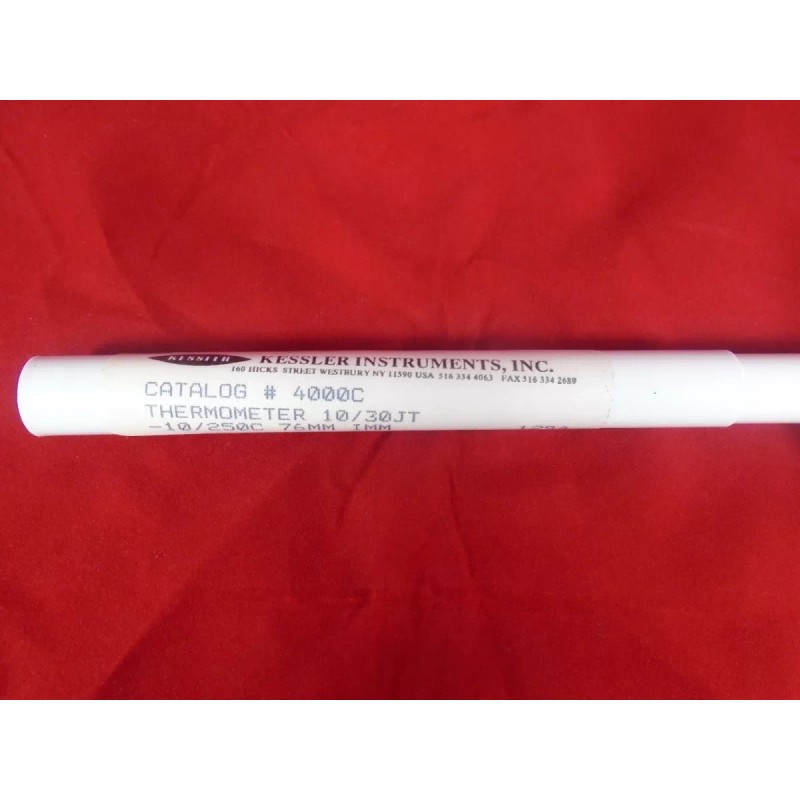 KESSLER
KESSLER INSTRUMENTS, INC.
160 HICKS STREET WESTBURY NY 11590 USA 516 334 4063 FAX 516 334 2680
CATALOG # 4000C
THERMOMETER 10/30JT
-10/250C 76MM IMM